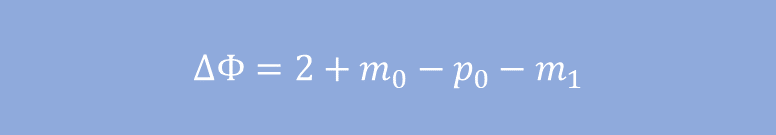 ΔΦ = 2 + m₀ − p₀ − m₁